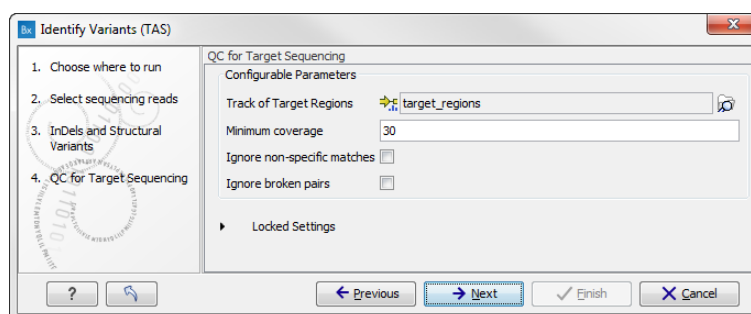 Bx Identify Variants (TAS)
1. Choose where to run
2. Select sequencing reads
3. InDels and Structural
Variants
4. QC for Target Sequencing
QC for Target Sequencing
Configurable Parameters
Track of Target Regions target_regions
Minimum coverage 30
Ignore non-specific matches
Ignore broken pairs
Locked Settings
? Previous Next Finish Cancel